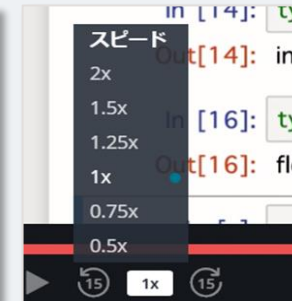 In [14]:
スピード
2x
Out[14]: in
1.5x
In [16]: ty
1.25x
1x
Out[16]: fl
0.75x
0.5x
15 1x 15